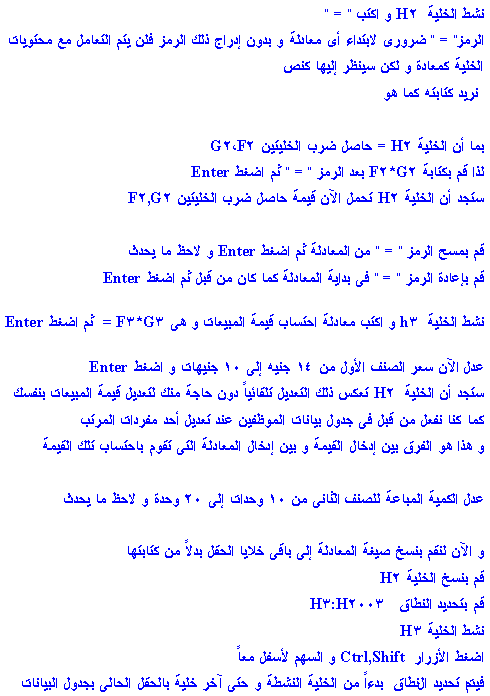 نشط الخلية H٢ و اكتب " = "
الرمز" = " ضرورى لابتداء أى معادلة و بدون إدراج ذلك الرمز فلن يتم التعامل مع محتويات
الخلية كمعادة و لكن سينظر إليها كنص
نريد كتابته كما هو
بما أن الخلية H٢ = حاصل ضرب الخليتين G٢،F٢
لذا قم بكتابة F٢*G٢ بعد الرمز " = " ثم اضغط Enter
ستجد أن الخلية H٢ تحمل الآن قيمة حاصل ضرب الخليتين F٢,G٢
قم بمسح الرمز " = " من المعادلة ثم اضغط Enter و لاحظ ما يحدث
قم بإعادة الرمز " = " فى بداية المعادلة كما كان من قبل ثم اضغط Enter
نشط الخلية h٣ و اكتب معادلة احتساب قيمة المبيعات و هى F٣*G٣ = ثم اضغط Enter
عدل الآن سعر الصنف الأول من ١٤ جنيه إلى ١٠ جنيهات و اضغط Enter
ستجد أن الخلية H٢ تعكس ذلك التعديل تلقائياً دون حاجة منك لتعديل قيمة المبيعات بنفسك
كما كنا نفعل من قبل فى جدول بيانات الموظفين عند تعديل أحد مفردات المرتب
و هذا هو الفرق بين إدخال القيمة و بين إدخال المعادلة التى تقوم باحتساب تلك القيمة
عدل الكمية المباعة للصنف الثانى من ١٠ وحدات إلى ٢٠ وحدة و لاحظ ما يحدث
و الآن لنقم بنسخ صيغة المعادلة إلى باقى خلايا الحقل بدلاً من كتابتها
قم بنسخ الخلية H٢
قم بتحديد النطاق H٣:H٢٠٠٣
نشط الخلية H٣
اضغط الأزرار Ctrl,Shift و السهم لأسفل معاً
فيتم تحديد النطاق بدءاً من الخلية النشطة و حتى آخر خلية بالحقل الحالى بجدول البيانات